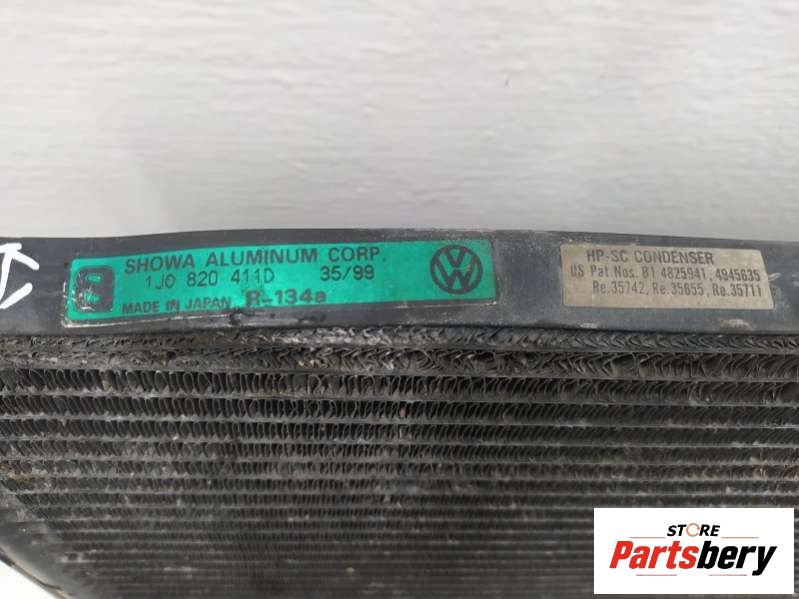 SHOWA ALUMINUM CORP.
1J0 820 411D 35/99
MADE IN JAPAN R-134a
VW
HP-SC CONDENSER
US Pat.Nos. B1 4825941, 4945635
Re.35742, Re.35655, Re.35711
STORE
Partsbery